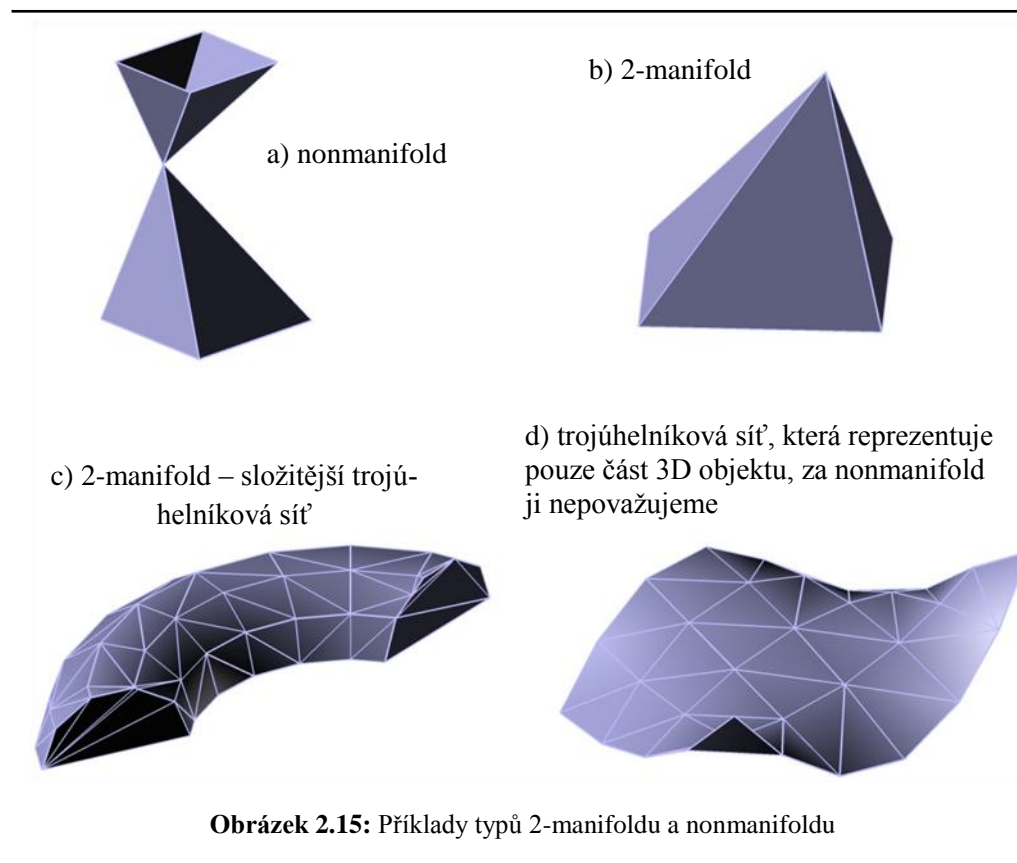 a) nonmanifold
b) 2-manifold
c) 2-manifold – složitější trojú-
helníková síť
d) trojúhelníková síť, která reprezentuje
pouze část 3D objektu, za nonmanifold
ji nepovažujeme
Obrázek 2.15: Příklady typů 2-manifoldu a nonmanifoldu